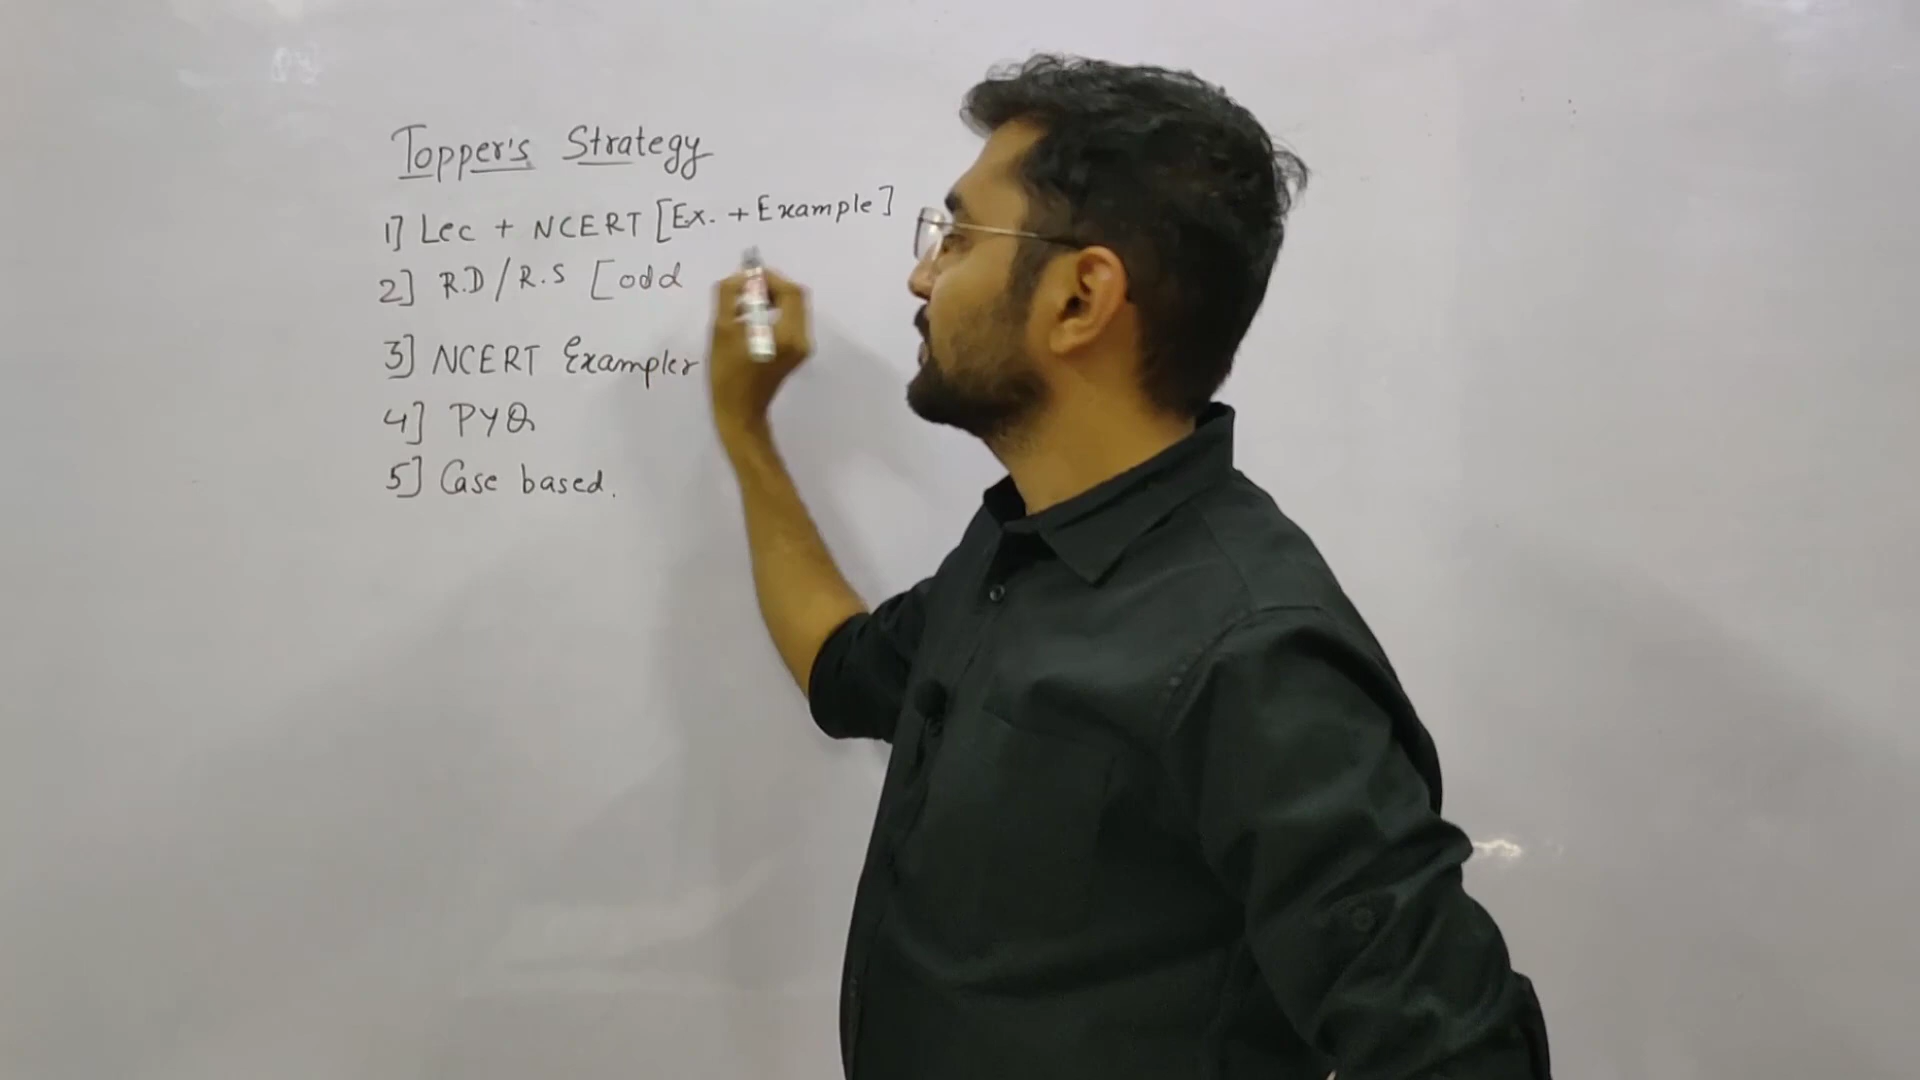 Topper's Strategy
1] Lec + NCERT [Ex. + Example]
2] R.D/R.S [odd
3] NCERT Exampler
4] PYQ
5] Case based.